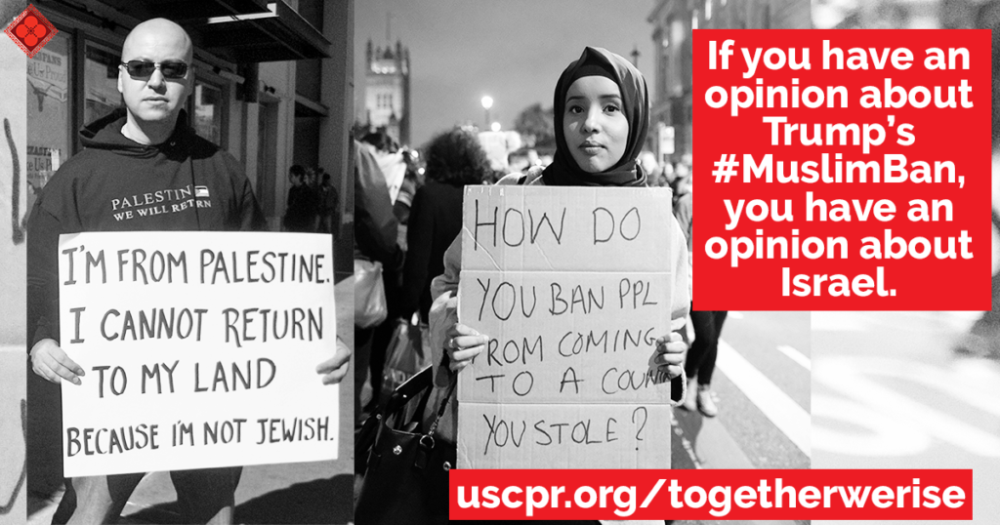 PALESTIN
WE WILL RETRN
I'M FROM PALESTINE.
I CANNOT RETURN
TO MY LAND
BECAUSE I'M NOT JEWISH.
HOW DO
YOU BAN PPL
FROM COMING
TO A COUN
YOU STOLE?
If you have an
opinion about
Trump's
#MuslimBan,
you have an
opinion about
Israel.
uscpr.org/togetherwerise